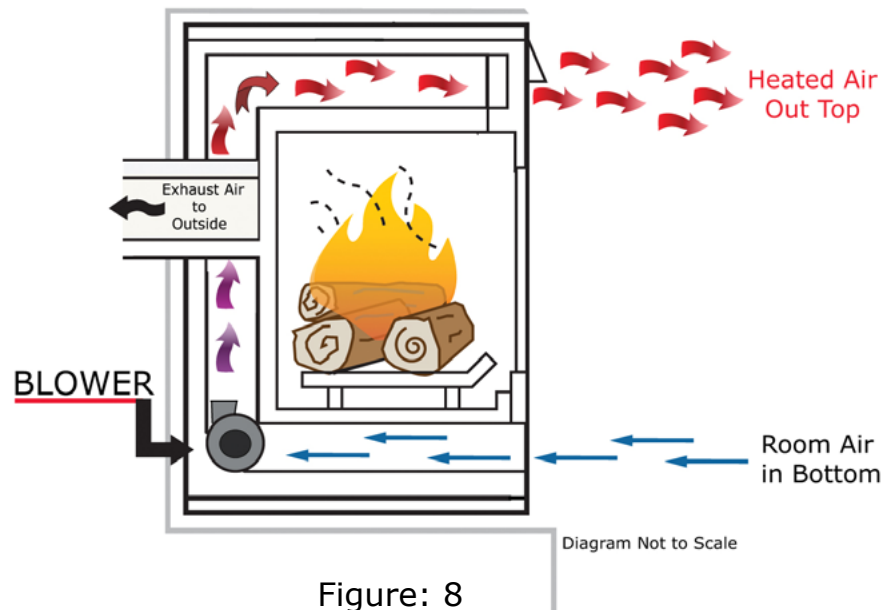 Heated Air
Out Top
Exhaust Air
to
Outside
BLOWER
Room Air
in Bottom
Diagram Not to Scale
Figure: 8